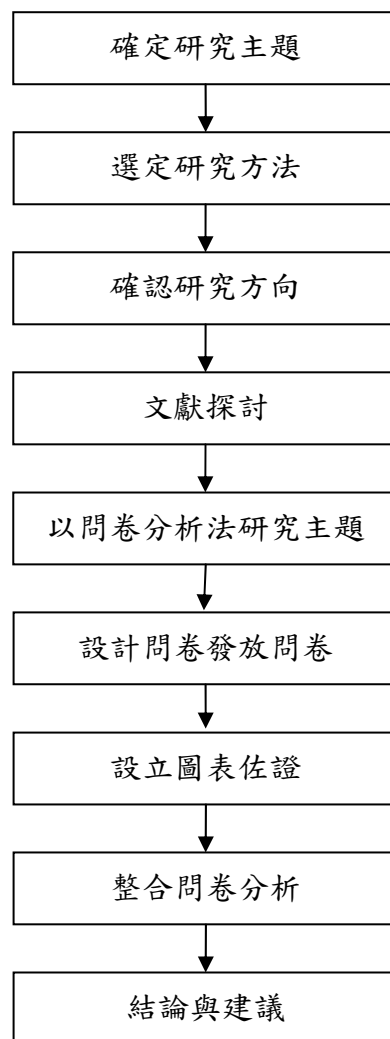 確定研究主題
選定研究方法
確認研究方向
文獻探討
以問卷分析法研究主題
設計問卷發放問卷
設立圖表佐證
整合問卷分析
結論與建議